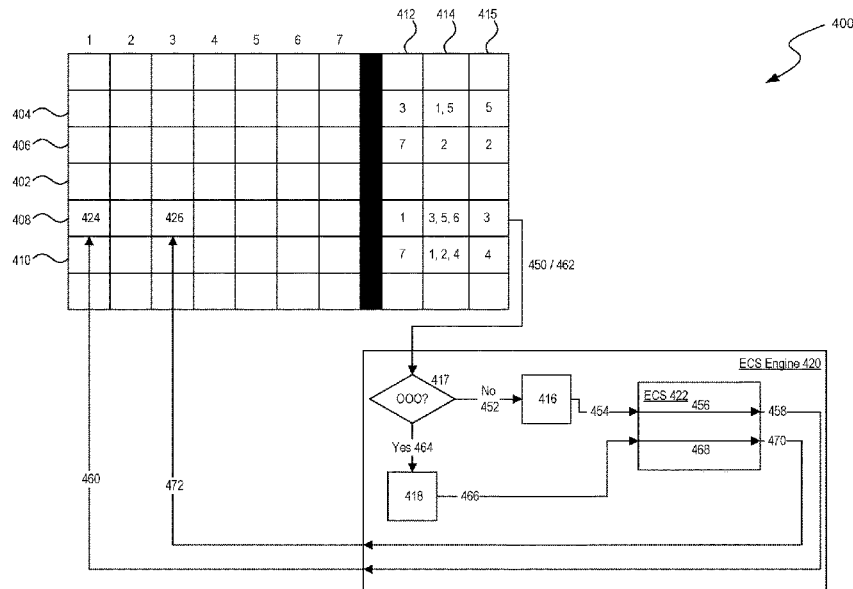 412 414 415
400
1 2 3 4 5 6 7
404 3 1, 5 5
406 7 2 2
402
408 424 426 1 3, 5, 6 3
410 7 1, 2, 4 4
450 / 462
ECS Engine 420
417
OOO?
No
452
416
454
ECS 422
456
458
Yes 464
468
470
460
472
418
466